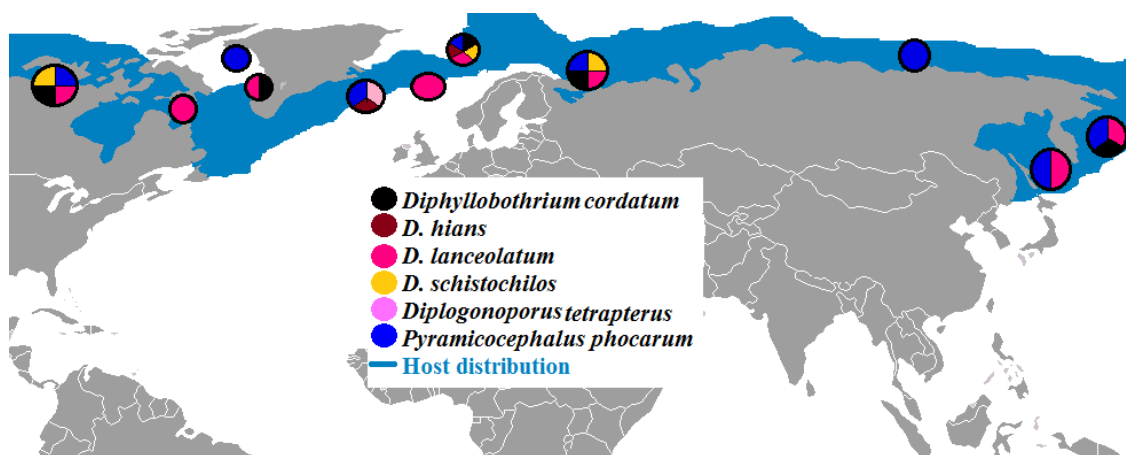 Diphyllobothrium cordatum
D. hians
D. lanceolatum
D. schistochilos
Diplogonoporus tetrapterus
Pyramicocephalus phocarum
Host distribution